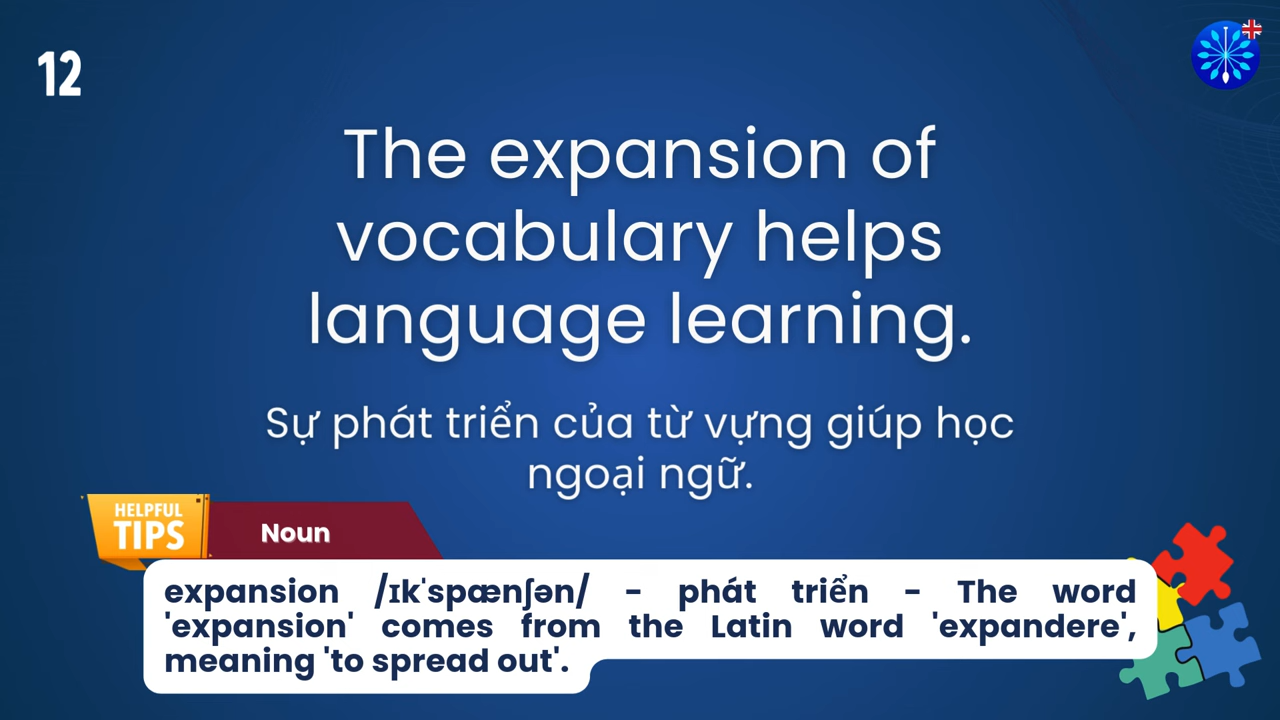 12
The expansion of
vocabulary helps
language learning.
Sự phát triển của từ vựng giúp học
ngoại ngữ.
HELPFUL
TIPS
Noun
expansion /ɪkˈspænʃən/ - phát triển - The word
'expansion' comes from the Latin word 'expandere',
meaning 'to spread out'.